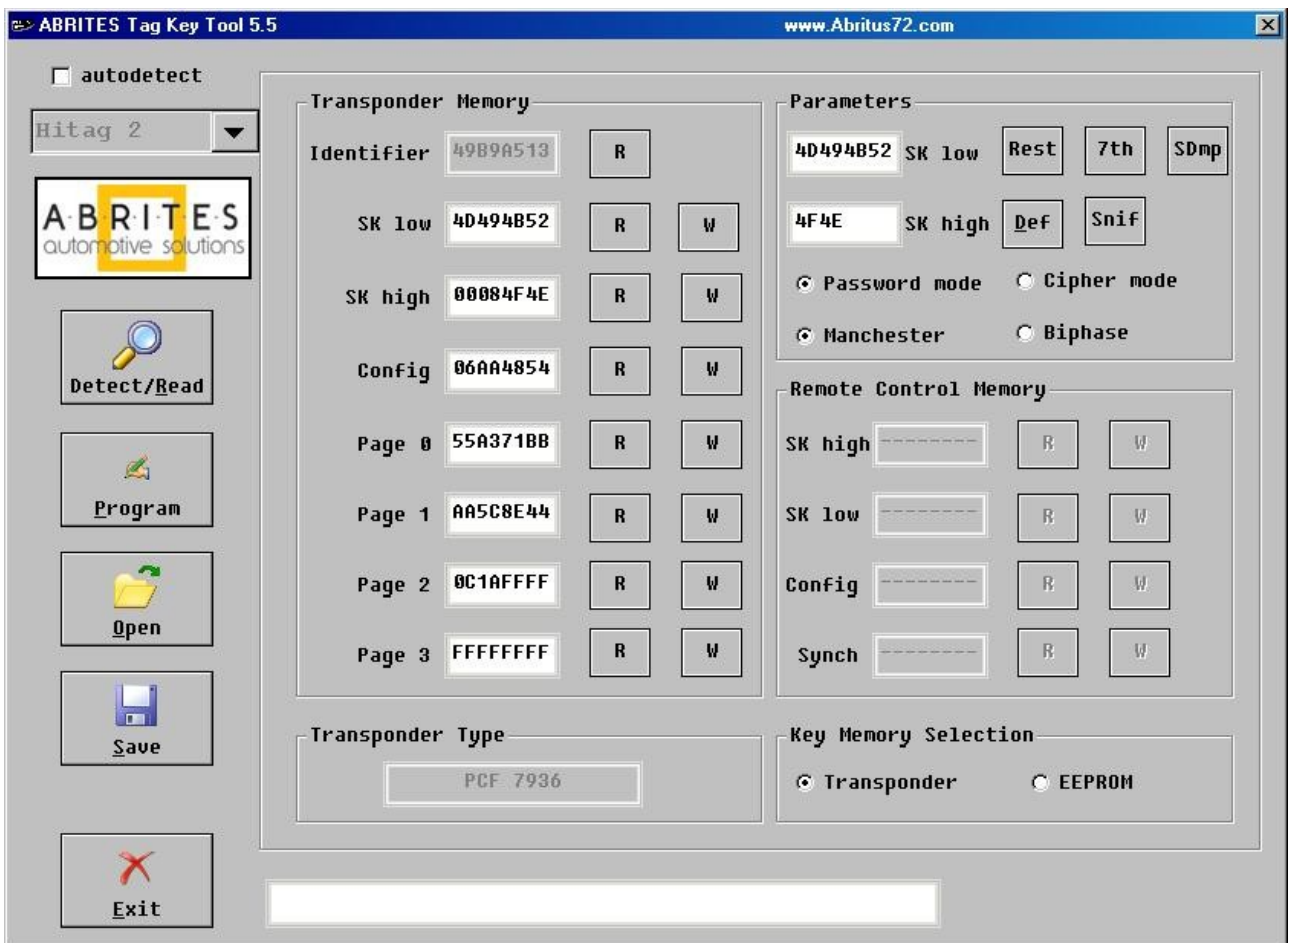 ABRITES Tag Key Tool 5.5 www.Abritus72.com
autodetect
Hitag 2
A·B·R·I·T·E·S
automotive solutions
Detect/Read
Program
Open
Save
Exit
Transponder Memory
Identifier 49B9A513 R
SK low 4D494B52 R W
SK high 00084F4E R W
Config 06AA4854 R W
Page 0 55A371BB R W
Page 1 AA5C8E44 R W
Page 2 0C1AFFFF R W
Page 3 FFFFFFFF R W
Transponder Type
PCF 7936
Parameters
4D494B52 SK low Rest 7th SDmp
4F4E SK high Def Snif
Password mode Cipher mode
Manchester Biphase
Remote Control Memory
SK high -------- R W
SK low -------- R W
Config -------- R W
Synch -------- R W
Key Memory Selection
Transponder EEPROM